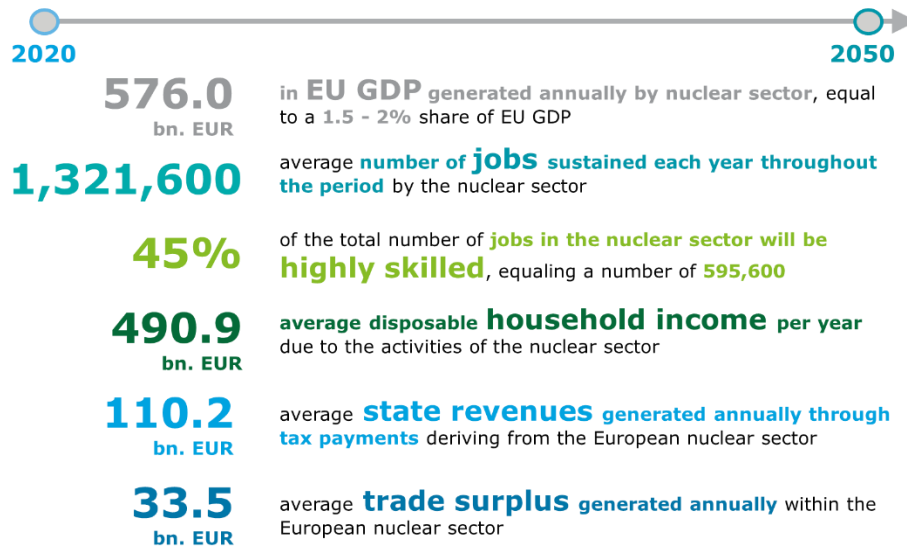 2020 2050
576.0
bn. EUR
in EU GDP generated annually by nuclear sector, equal
to a 1.5 - 2% share of EU GDP
1,321,600
average number of jobs sustained each year throughout
the period by the nuclear sector
45%
of the total number of jobs in the nuclear sector will be
highly skilled, equaling a number of 595,600
490.9
bn. EUR
average disposable household income per year
due to the activities of the nuclear sector
110.2
bn. EUR
average state revenues generated annually through
tax payments deriving from the European nuclear sector
33.5
bn. EUR
average trade surplus generated annually within the
European nuclear sector